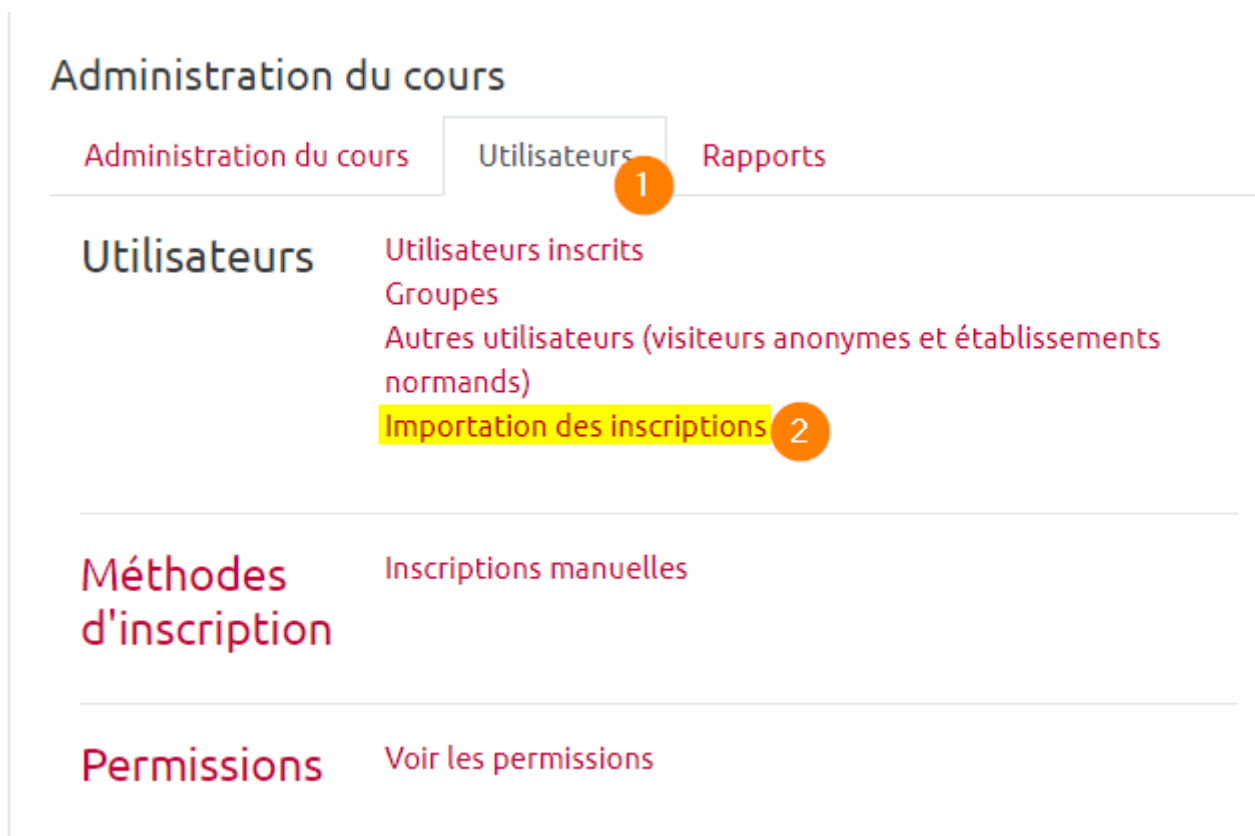 Administration du cours
Administration du cours Utilisateurs Rapports
1
Utilisateurs
Utilisateurs inscrits
Groupes
Autres utilisateurs (visiteurs anonymes et établissements
normands)
Importation des inscriptions 2
Méthodes
d'inscription
Inscriptions manuelles
Permissions
Voir les permissions